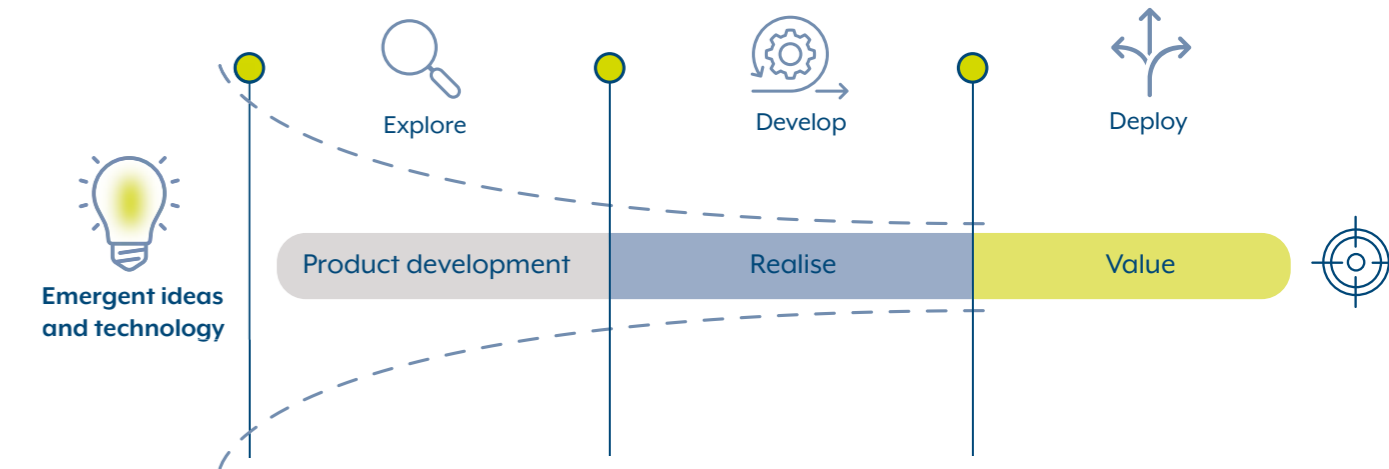 Explore
Develop
Deploy
Product development
Realise
Value
Emergent ideas
and technology